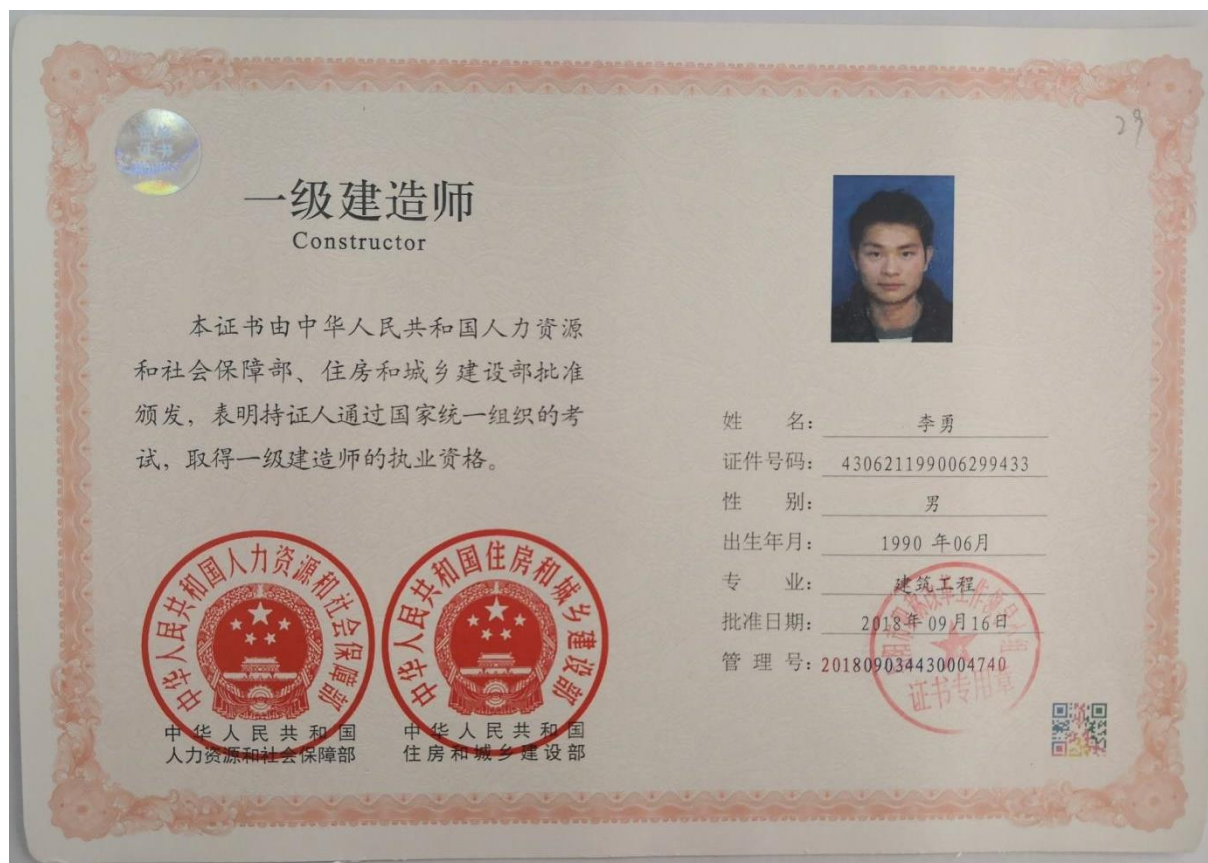 29
资格
证书
一级建造师
Constructor
本证书由中华人民共和国人力资源
和社会保障部、住房和城乡建设部批准
颁发，表明持证人通过国家统一组织的考
试，取得一级建造师的执业资格。
中华人民共和国人力资源和社会保障部
中华人民共和国住房和城乡建设部
中华人民共和国
人力资源和社会保障部
中华人民共和国
住房和城乡建设部
姓 名： 李勇
证件号码： 430621199006299433
性 别： 男
出生年月： 1990 年06月
专 业： 建筑工程
批准日期： 2018年09月16日
管 理 号： 201809034430004740
证书专用章